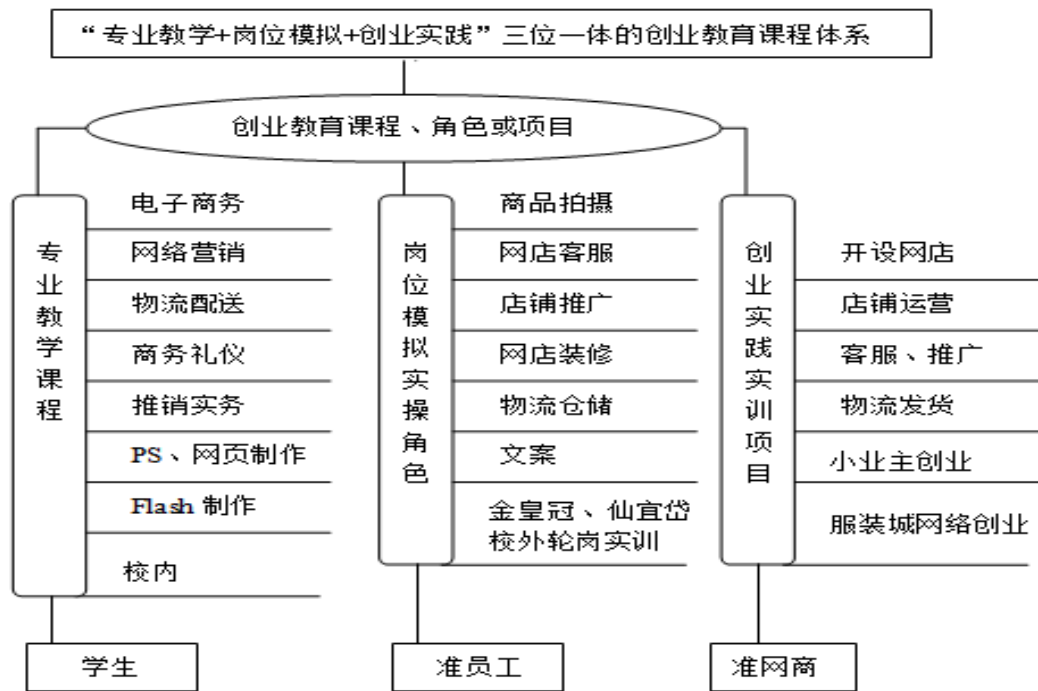 “专业教学+岗位模拟+创业实践”三位一体的创业教育课程体系
创业教育课程、角色或项目
专业教学课程
电子商务
网络营销
物流配送
商务礼仪
推销实务
PS、网页制作
Flash 制作
校内
学生
岗位模拟实操角色
商品拍摄
网店客服
店铺推广
网店装修
物流仓储
文案
金皇冠、仙宜岱
校外轮岗实训
准员工
创业实践实训项目
开设网店
店铺运营
客服、推广
物流发货
小业主创业
服装城网络创业
准网商